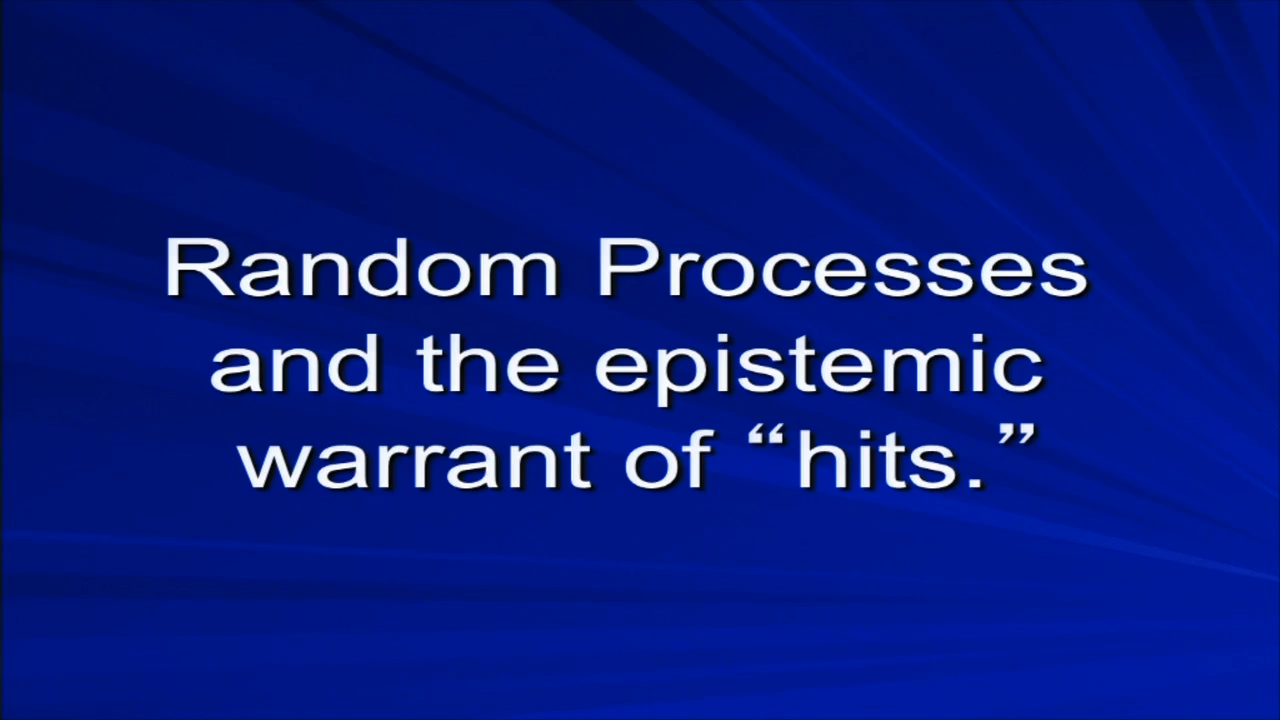 Random Processes
and the epistemic
warrant of “hits.”